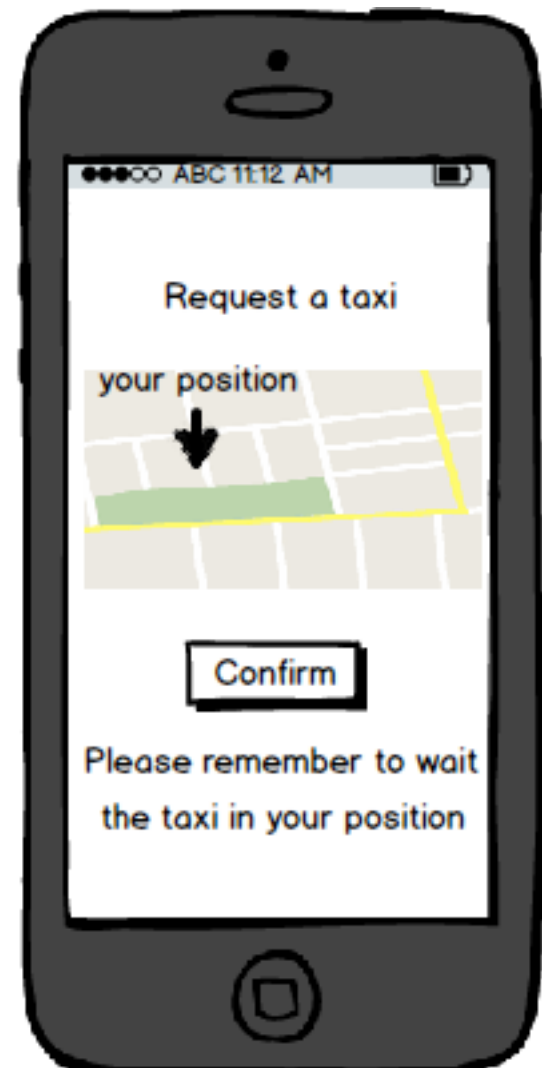 ABC 11:12 AM
Request a taxi
your position
Confirm
Please remember to wait
the taxi in your position